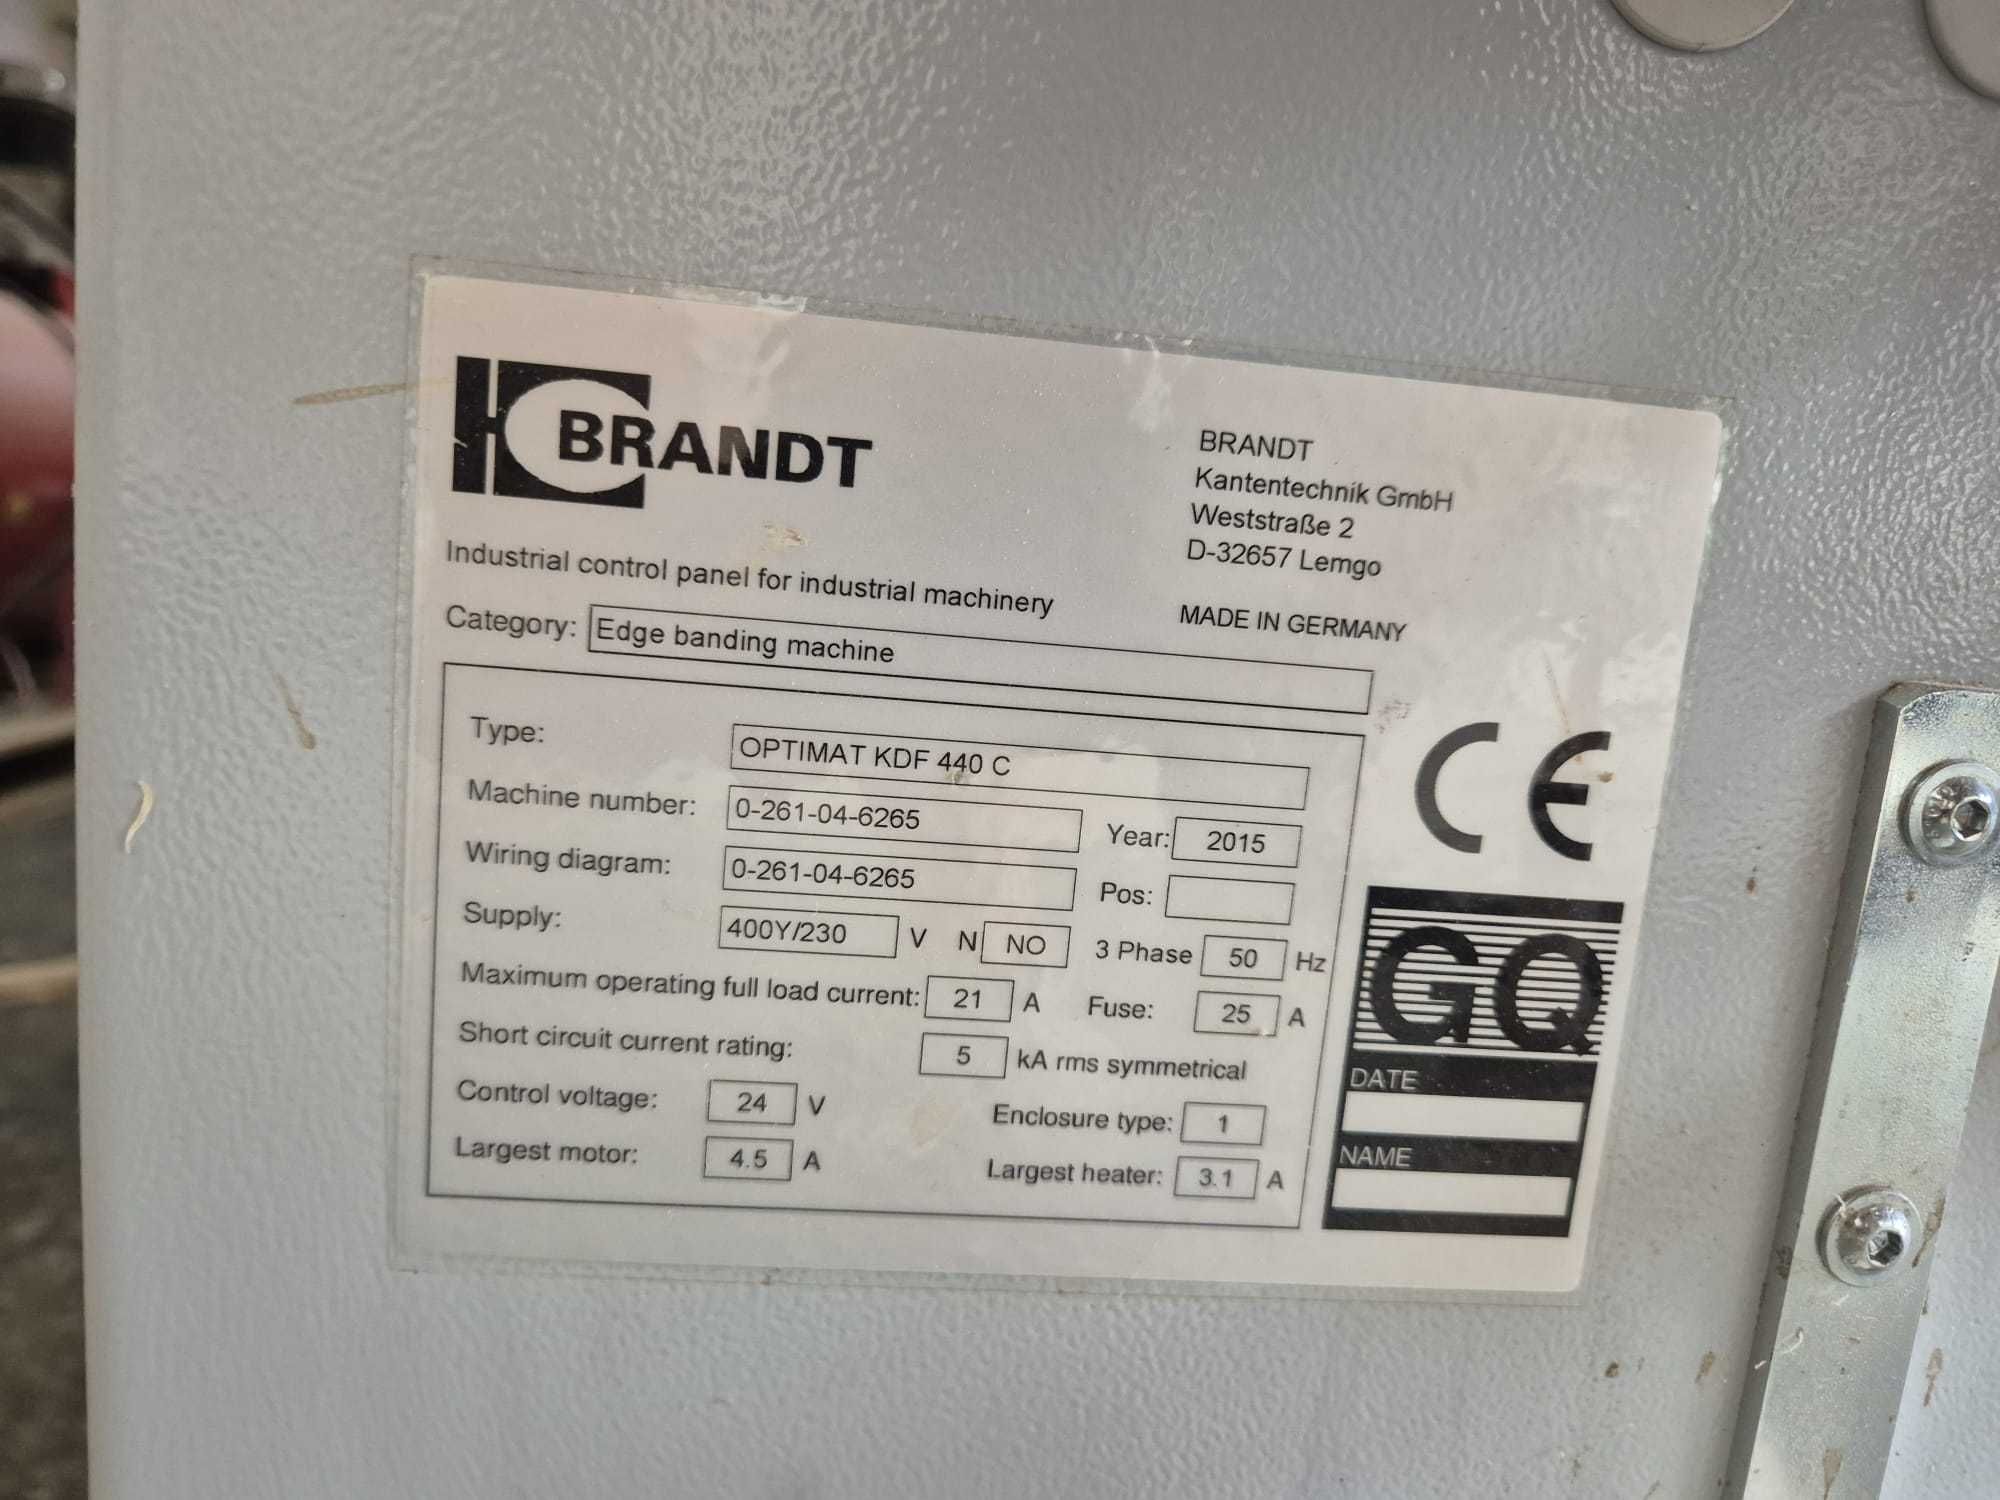 BRANDT
BRANDT
Kantentechnik GmbH
Weststraße 2
D-32657 Lemgo
MADE IN GERMANY
Industrial control panel for industrial machinery
Category: Edge banding machine
Type: OPTIMAT KDF 440 C
Machine number: 0-261-04-6265 Year: 2015
Wiring diagram: 0-261-04-6265 Pos:
Supply: 400Y/230 V N NO 3 Phase 50 Hz
Maximum operating full load current: 21 A Fuse: 25 A
Short circuit current rating: 5 kA rms symmetrical
Control voltage: 24 V Enclosure type: 1
Largest motor: 4.5 A Largest heater: 3.1 A
CE
GQ
DATE
NAME